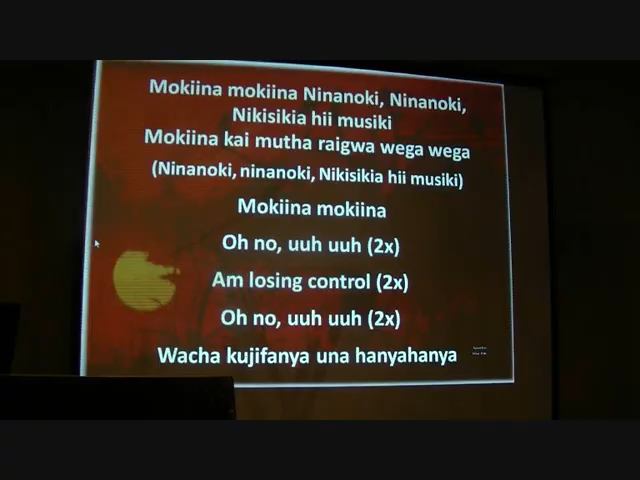 Mokiina mokiina Ninanoki, Ninanoki,
Nikisikia hii musiki
Mokiina kai mutha raigwa wega wega
(Ninanoki, ninanoki, Nikisikia hii musiki)
Mokiina mokiina
Oh no, uuh uuh (2x)
Am losing control (2x)
Oh no, uuh uuh (2x)
Wacha kujifanya una hanyahanya